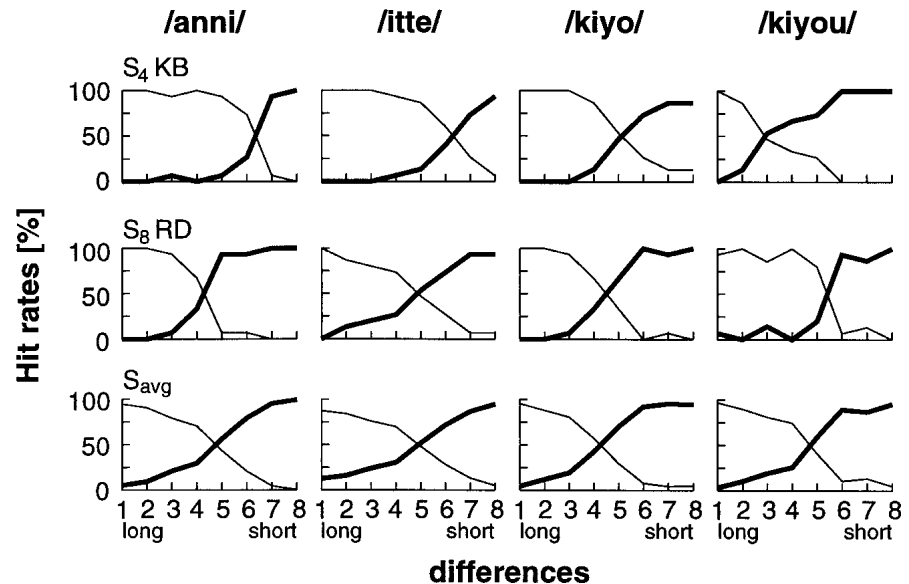 /anni/ /itte/ /kiyo/ /kiyou/
S4 KB
100
50
0
S8 RD
100
50
0
Savg
100
50
0
1 2 3 4 5 6 7 8 1 2 3 4 5 6 7 8 1 2 3 4 5 6 7 8 1 2 3 4 5 6 7 8
long short long short long short long short
Hit rates [%]
differences